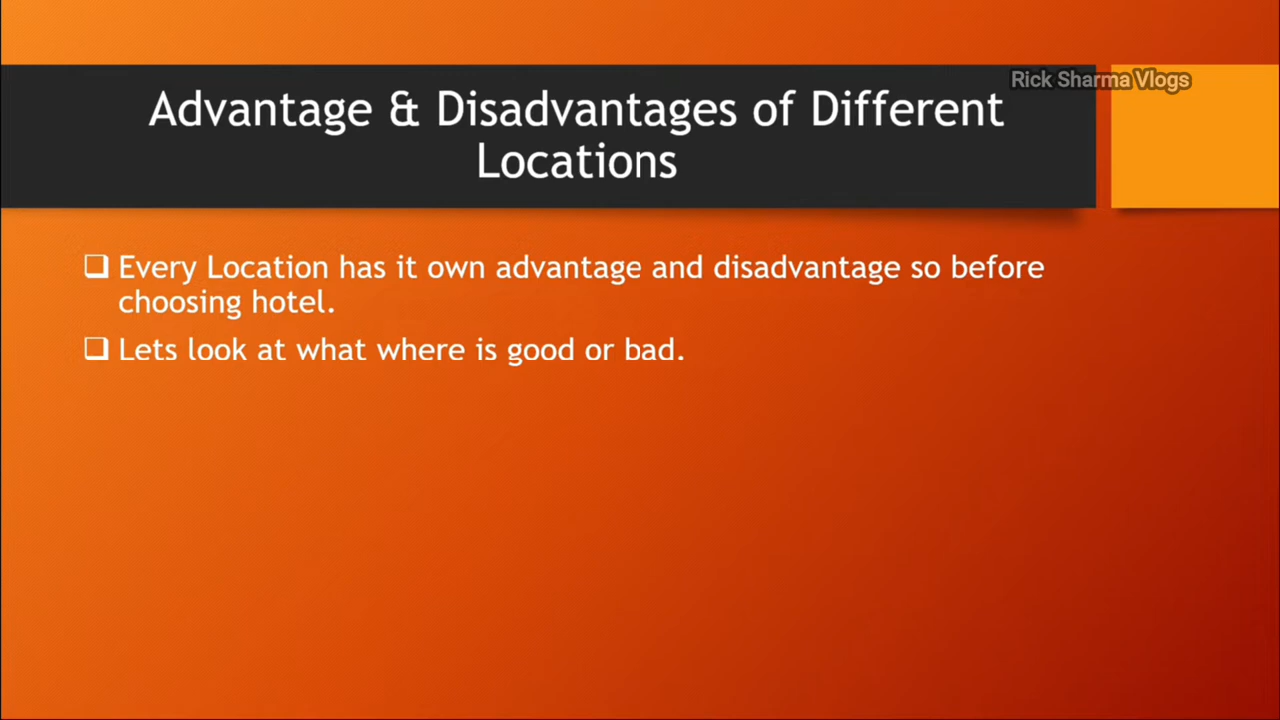 Rick Sharma Vlogs
Advantage & Disadvantages of Different
Locations
Every Location has it own advantage and disadvantage so before
choosing hotel.
Lets look at what where is good or bad.